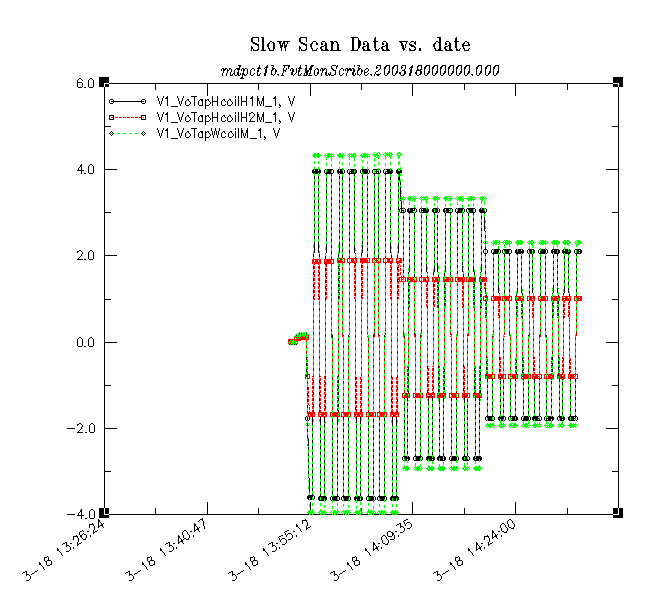 Slow Scan Data vs. date
mdpct1b.FvtMonScribe.200318000000.000
6.0
V1_VoTapHcoilH1M_1, V
V1_VoTapHcoilH2M_1, V
V1_VoTapWcoilM_1, V
4.0
2.0
0.0
−2.0
−4.0
3-18 13:26:24
3-18 13:40:47
3-18 13:55:12
3-18 14:09:35
3-18 14:24:00